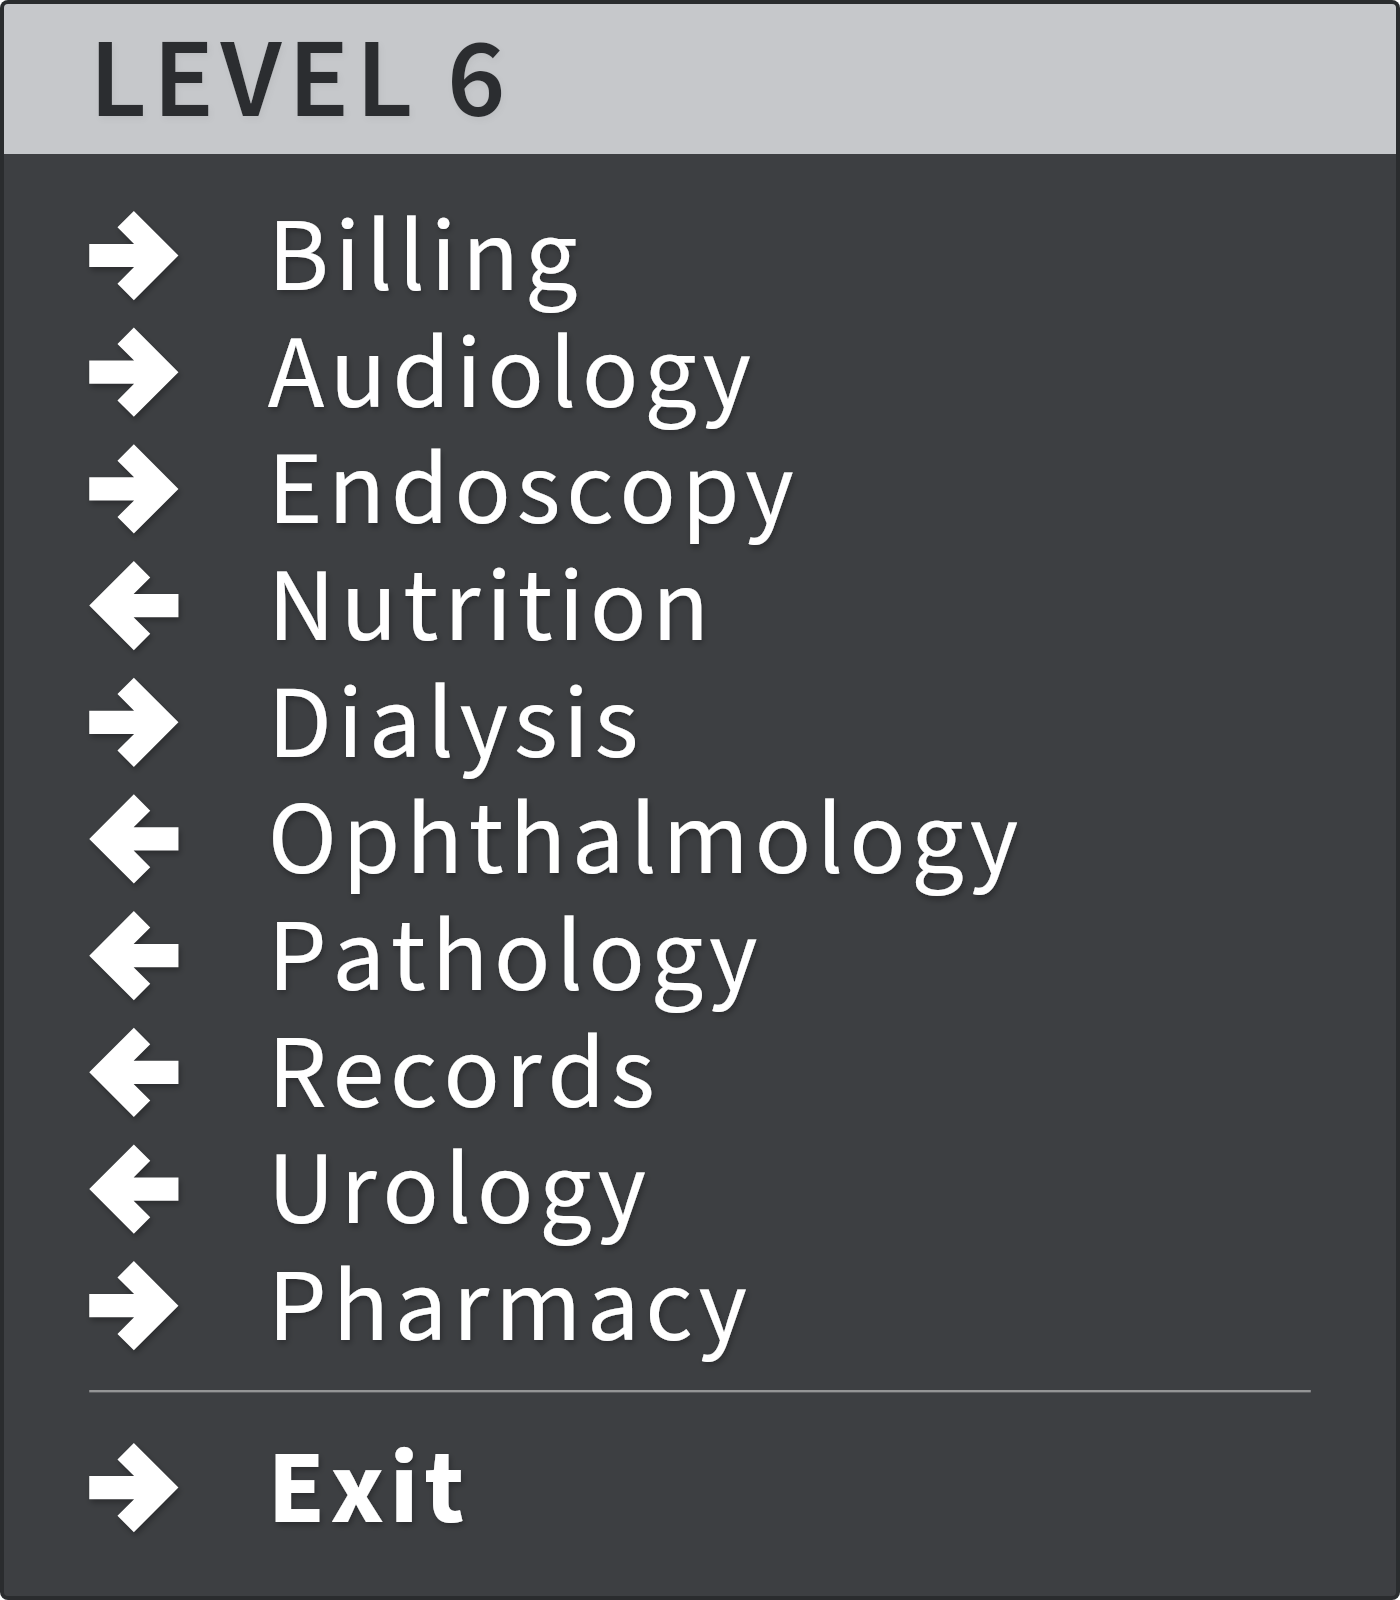 LEVEL 6
Billing
Audiology
Endoscopy
Nutrition
Dialysis
Ophthalmology
Pathology
Records
Urology
Pharmacy
Exit